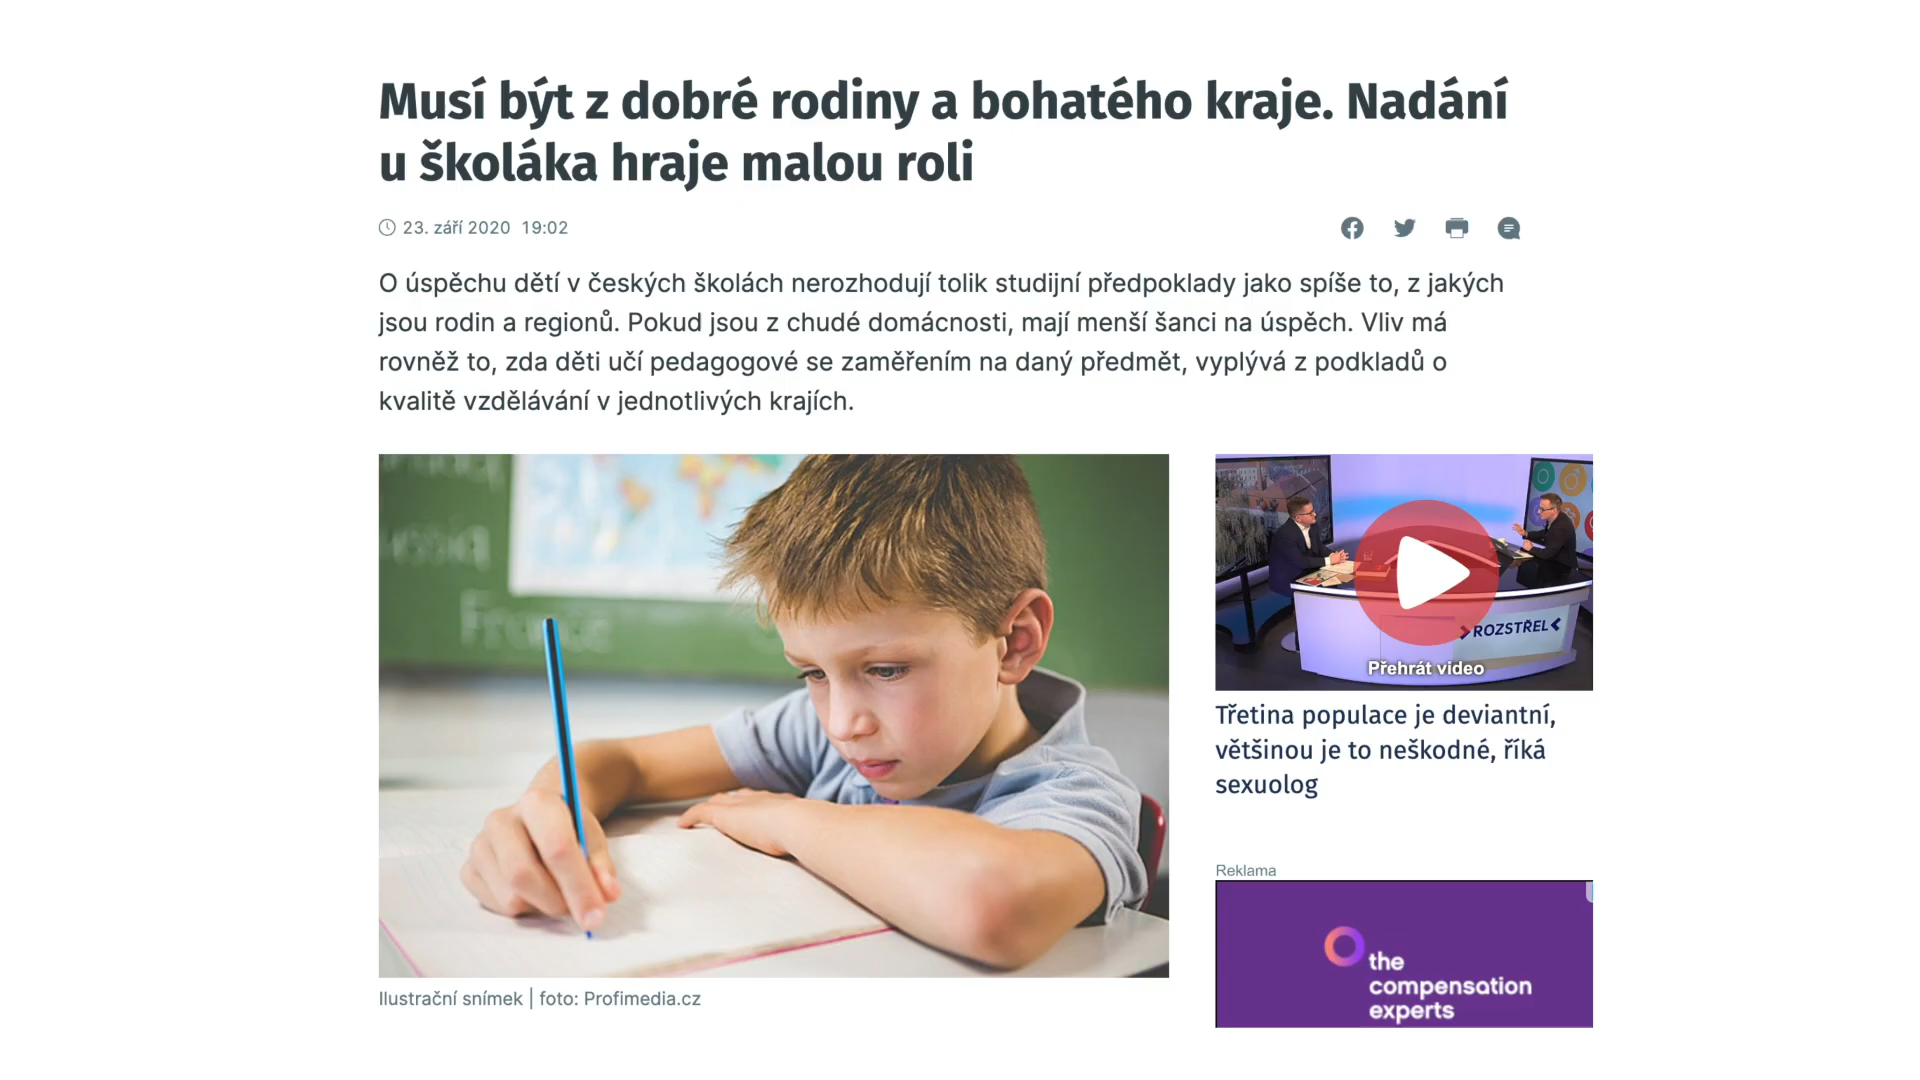 Musí být z dobré rodiny a bohatého kraje. Nadání
u školáka hraje malou roli
23. září 2020 19:02
O úspěchu dětí v českých školách nerozhodují tolik studijní předpoklady jako spíše to, z jakých
jsou rodin a regionů. Pokud jsou z chudé domácnosti, mají menší šanci na úspěch. Vliv má
rovněž to, zda děti učí pedagogové se zaměřením na daný předmět, vyplývá z podkladů o
kvalitě vzdělávání v jednotlivých krajích.
France
Ilustrační snímek | foto: Profimedia.cz
ROZSTŘEL
Přehrát video
Třetina populace je deviantní,
většinou je to neškodné, říká
sexuolog
Reklama
the
compensation
experts